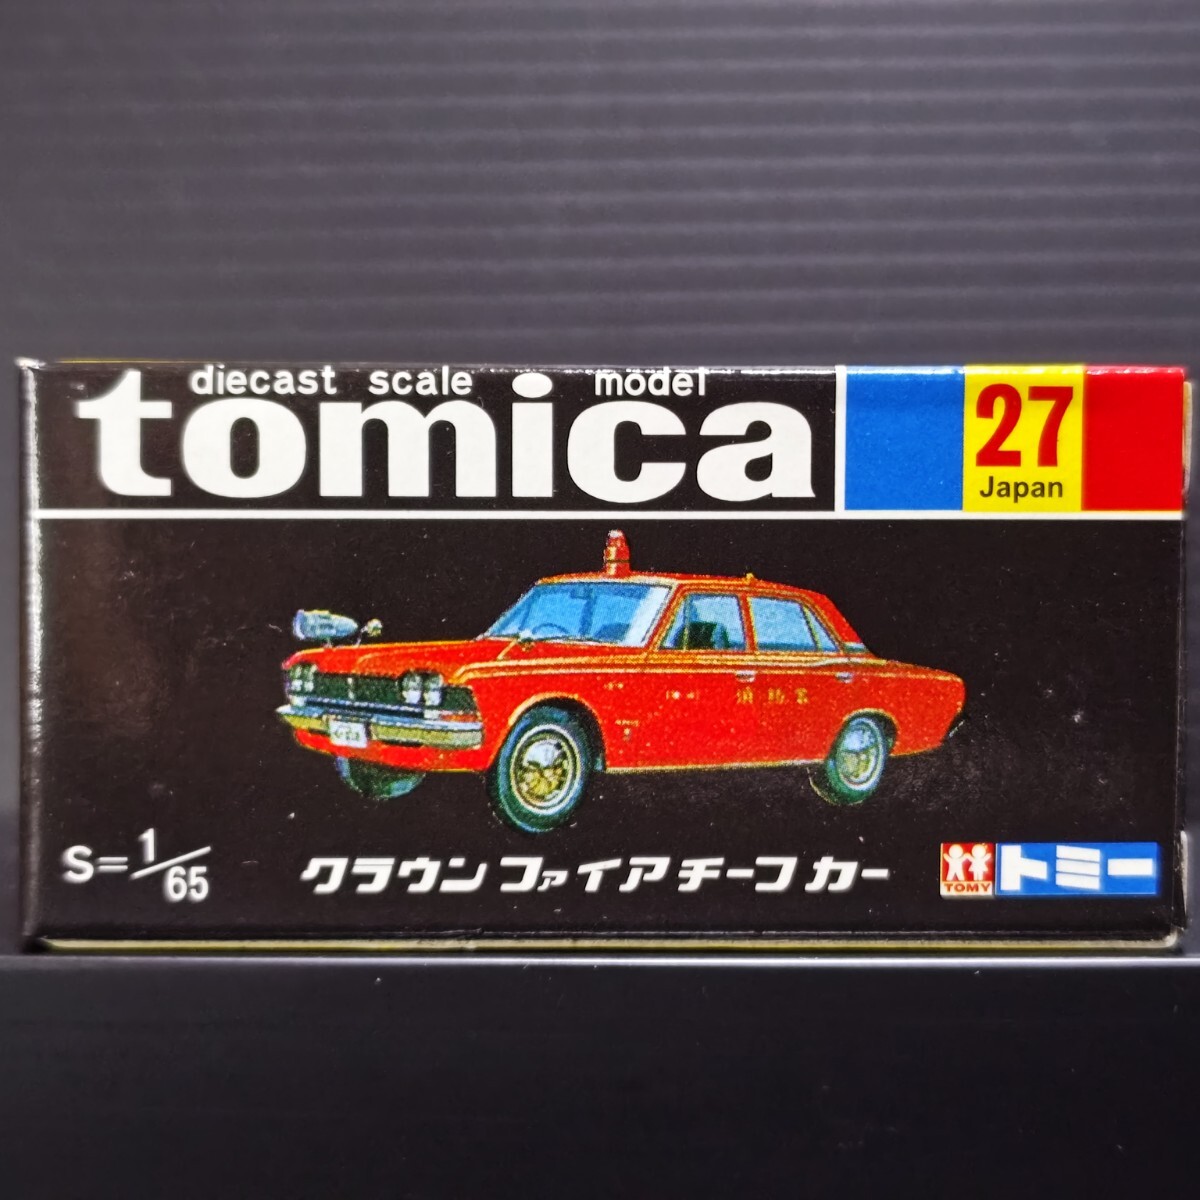 diecast scale model
tomica
27
Japan
S=1/65
クラウン ファイアチーフ カー
TOMY
トミー